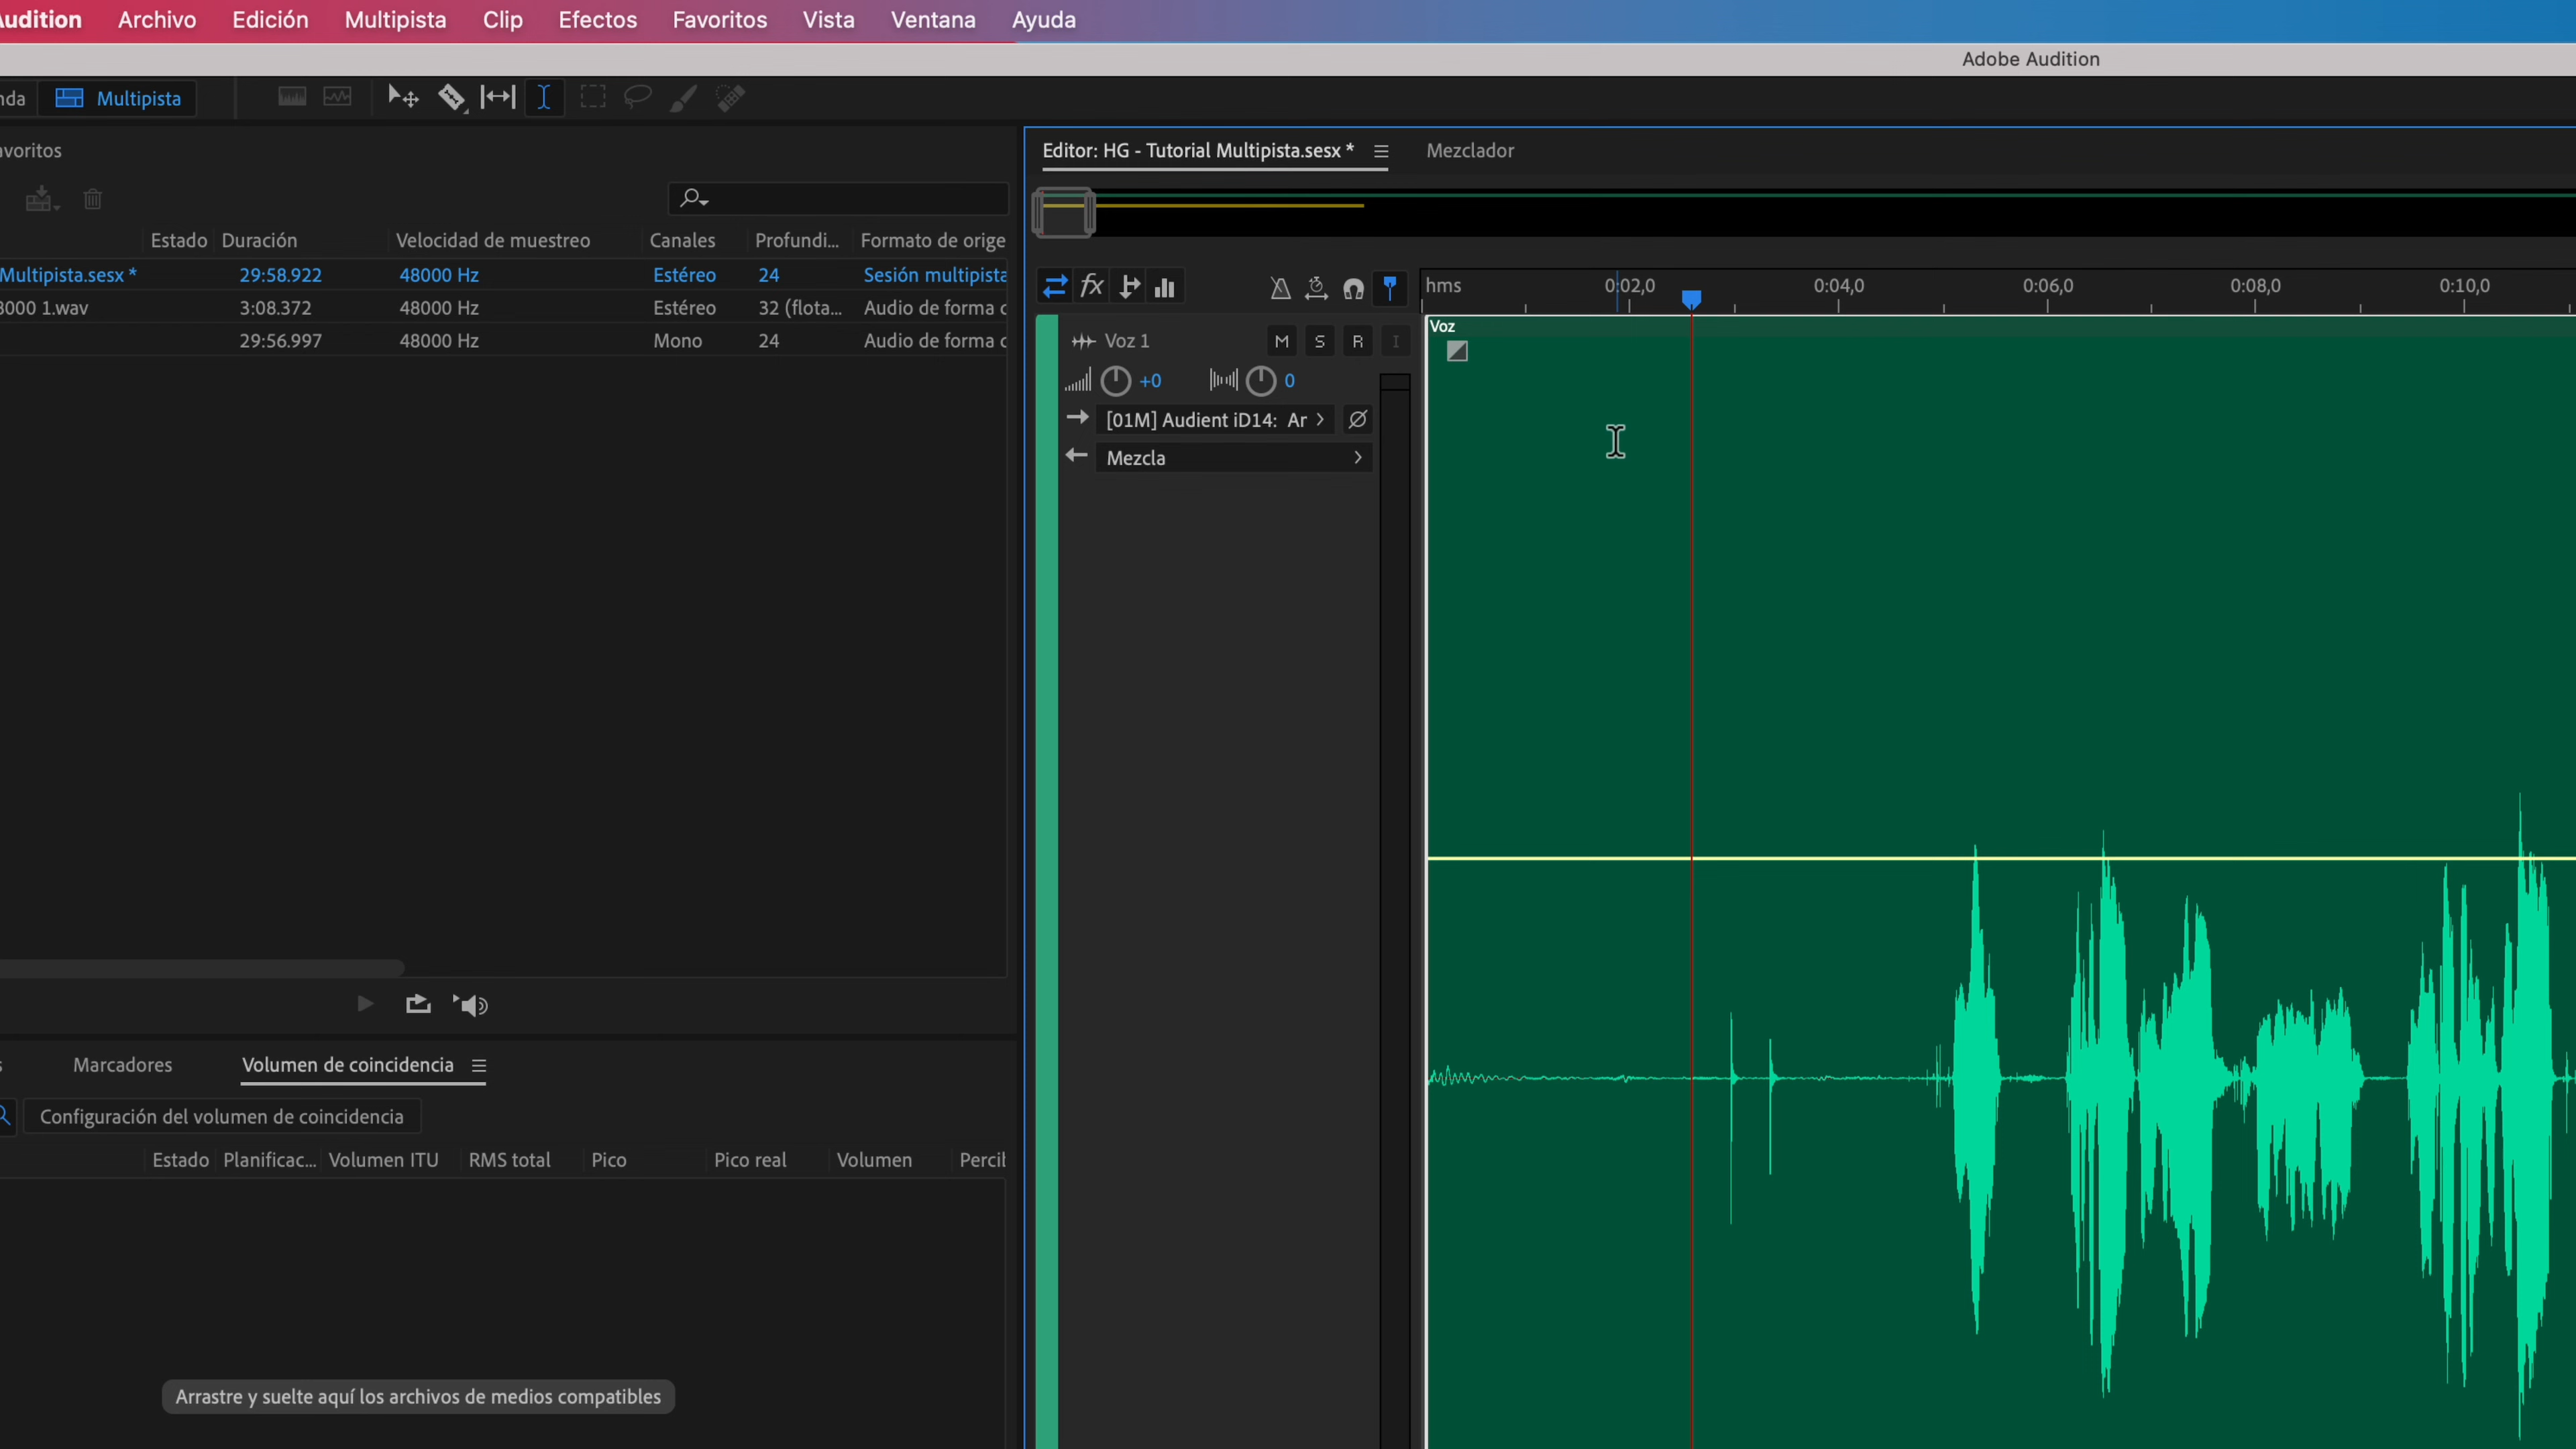 Audition Archivo Edición Multipista Clip Efectos Favoritos Vista Ventana Ayuda
Adobe Audition
Multipista
Editor: HG - Tutorial Multipista.sesx *
Mezclador
Estado Duración Velocidad de muestreo Canales Profundi... Formato de orige
Multipista.sesx * 29:58.922 48000 Hz Estéreo 24 Sesión multipista
8000 1.wav 3:08.372 48000 Hz Estéreo 32 (flota... Audio de forma
29:56.997 48000 Hz Mono 24 Audio de forma
fx
hms 0:02,0 0:04,0 0:06,0 0:08,0 0:10,0
Voz 1 M S R I
Voz
+0 0
[01M] Audient iD14: Ar
Mezcla
Marcadores Volumen de coincidencia
Configuración del volumen de coincidencia
Estado Planificac... Volumen ITU RMS total Pico Pico real Volumen Percib
Arrastre y suelte aquí los archivos de medios compatibles